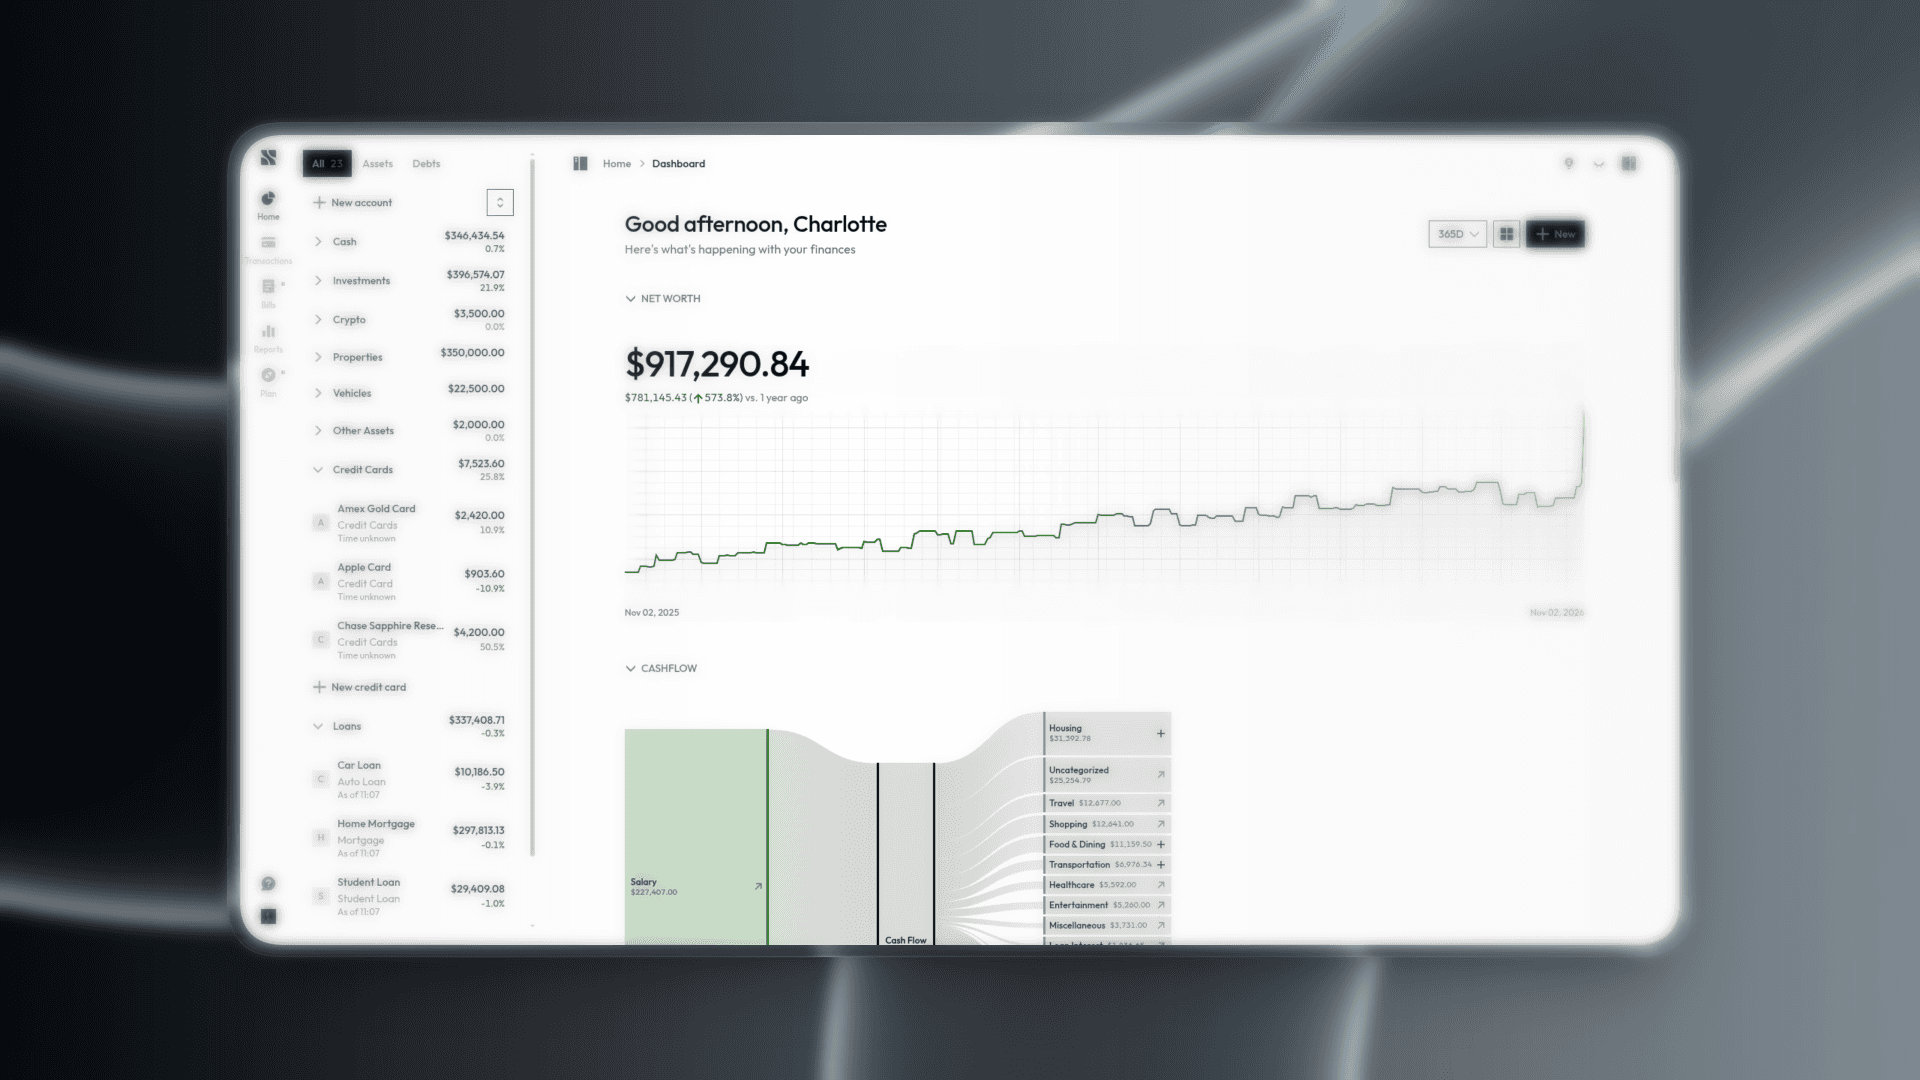 All 23
Assets
Debts
Home
Transactions
Bills
Reports
Plan
New account
Cash
$346,434.54
0.7%
Investments
$396,574.07
21.9%
Crypto
$3,500.00
0.0%
Properties
$350,000.00
Vehicles
$22,500.00
Other Assets
$2,000.00
0.0%
Credit Cards
$7,523.60
25.8%
A
Amex Gold Card
Credit Cards
Time unknown
$2,420.00
10.9%
A
Apple Card
Credit Card
Time unknown
$903.60
-10.9%
C
Chase Sapphire Rese...
Credit Cards
Time unknown
$4,200.00
50.5%
New credit card
Loans
$337,408.71
-0.3%
C
Car Loan
Auto Loan
As of 11:07
$10,186.50
-3.9%
H
Home Mortgage
Mortgage
As of 11:07
$297,813.13
-0.1%
S
Student Loan
Student Loan
As of 11:07
$29,409.08
-1.0%
Home > Dashboard
Good afternoon, Charlotte
Here's what's happening with your finances
365D
New
NET WORTH
$917,290.84
$781,145.43 (573.8%) vs. 1 year ago
Nov 02, 2025
Nov 02, 2026
CASHFLOW
Salary
$227,407.00
Cash Flow
Housing
$31,392.78
Uncategorized
$25,254.79
Travel $12,677.00
Shopping $12,641.00
Food & Dining $11,159.50
Transportation $6,976.34
Healthcare $5,592.00
Entertainment $5,260.00
Miscellaneous $3,731.00